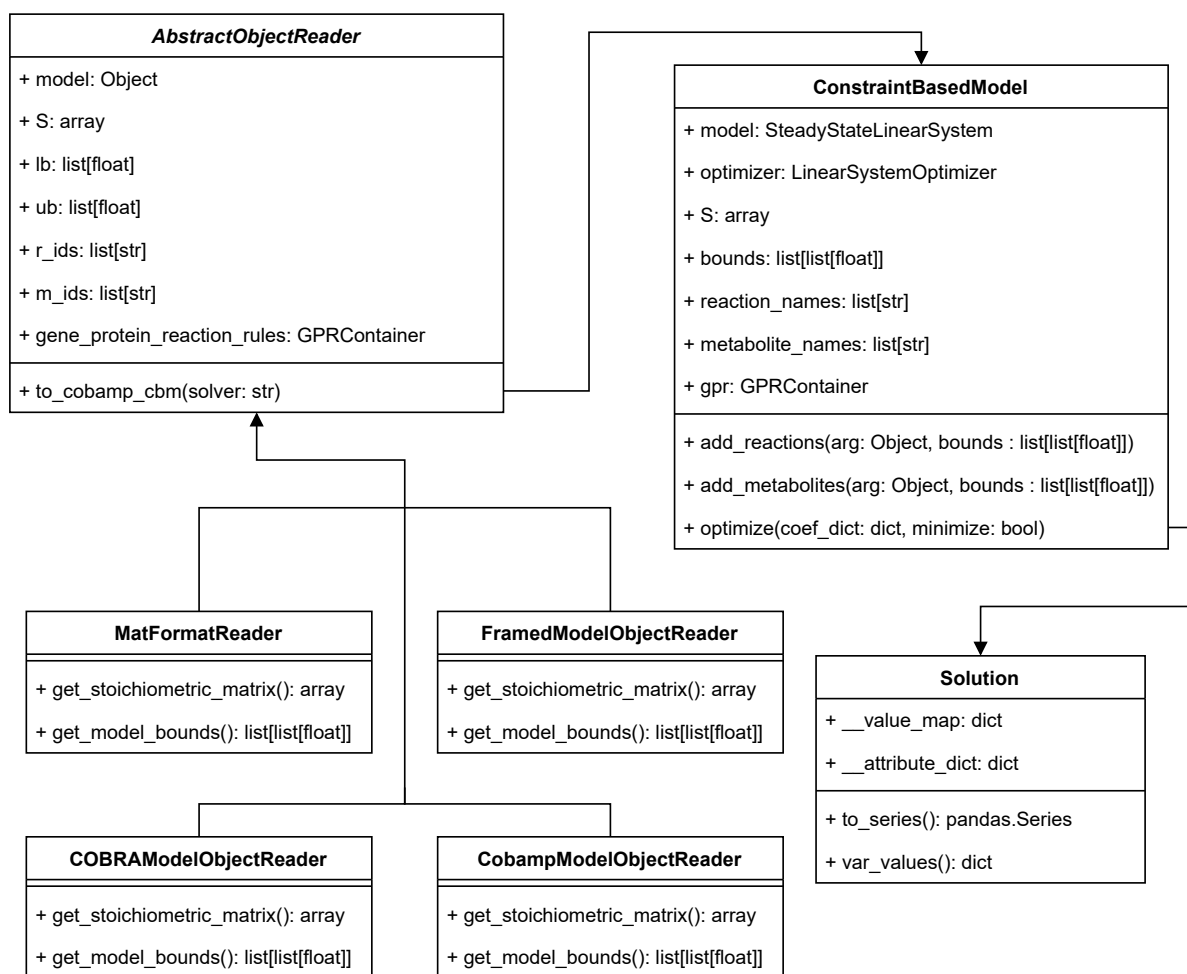 AbstractObjectReader
+ model: Object
+ S: array
+ lb: list[float]
+ ub: list[float]
+ r_ids: list[str]
+ m_ids: list[str]
+ gene_protein_reaction_rules: GPRContainer
+ to_cobamp_cbm(solver: str)
ConstraintBasedModel
+ model: SteadyStateLinearSystem
+ optimizer: LinearSystemOptimizer
+ S: array
+ bounds: list[list[float]]
+ reaction_names: list[str]
+ metabolite_names: list[str]
+ gpr: GPRContainer
+ add_reactions(arg: Object, bounds : list[list[float]])
+ add_metabolites(arg: Object, bounds : list[list[float]])
+ optimize(coef_dict: dict, minimize: bool)
MatFormatReader
+ get_stoichiometric_matrix(): array
+ get_model_bounds(): list[list[float]]
FramedModelObjectReader
+ get_stoichiometric_matrix(): array
+ get_model_bounds(): list[list[float]]
Solution
+ __value_map: dict
+ __attribute_dict: dict
+ to_series(): pandas.Series
+ var_values(): dict
COBRAModelObjectReader
+ get_stoichiometric_matrix(): array
+ get_model_bounds(): list[list[float]]
CobampModelObjectReader
+ get_stoichiometric_matrix(): array
+ get_model_bounds(): list[list[float]]